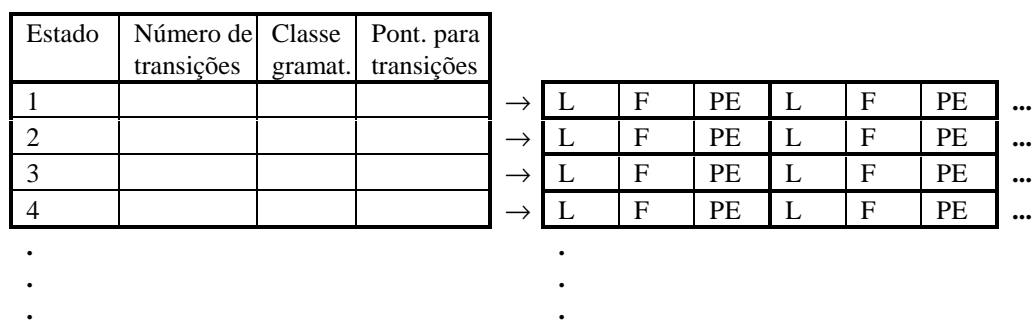 Estado Número de transições Classe gramat. Pont. para transições
1 → L F PE L F PE ...
2 → L F PE L F PE ...
3 → L F PE L F PE ...
4 → L F PE L F PE ...
. .
. .
. .